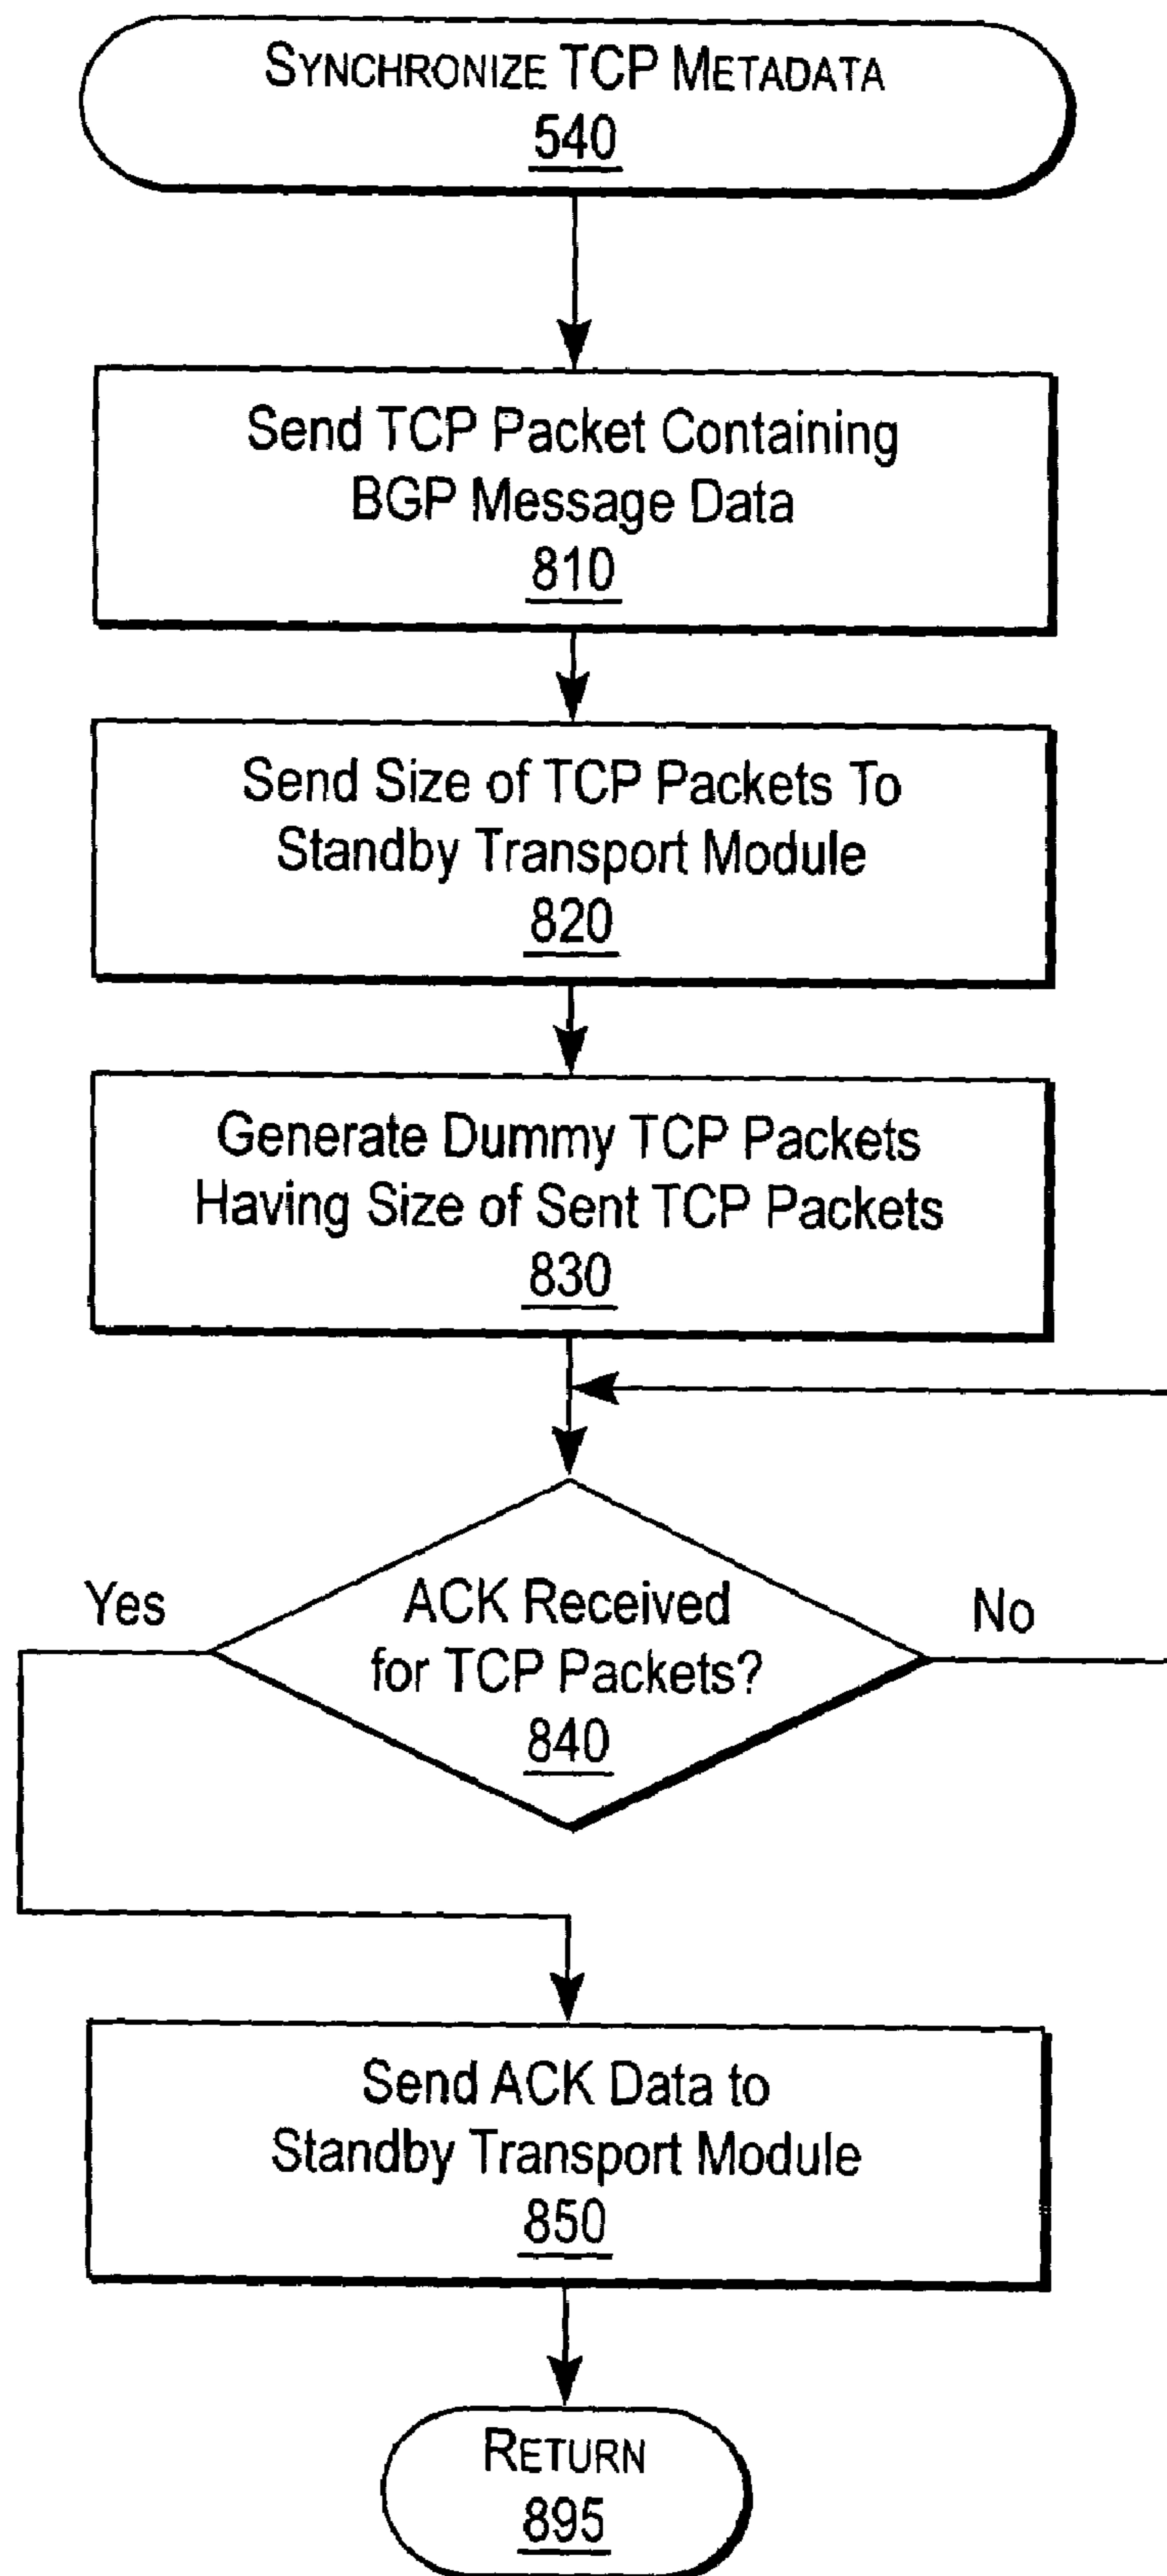 SYNCHRONIZE TCP METADATA
540
Send TCP Packet Containing
BGP Message Data
810
Send Size of TCP Packets To
Standby Transport Module
820
Generate Dummy TCP Packets
Having Size of Sent TCP Packets
830
Yes
ACK Received
for TCP Packets?
840
No
Send ACK Data to
Standby Transport Module
850
RETURN
895